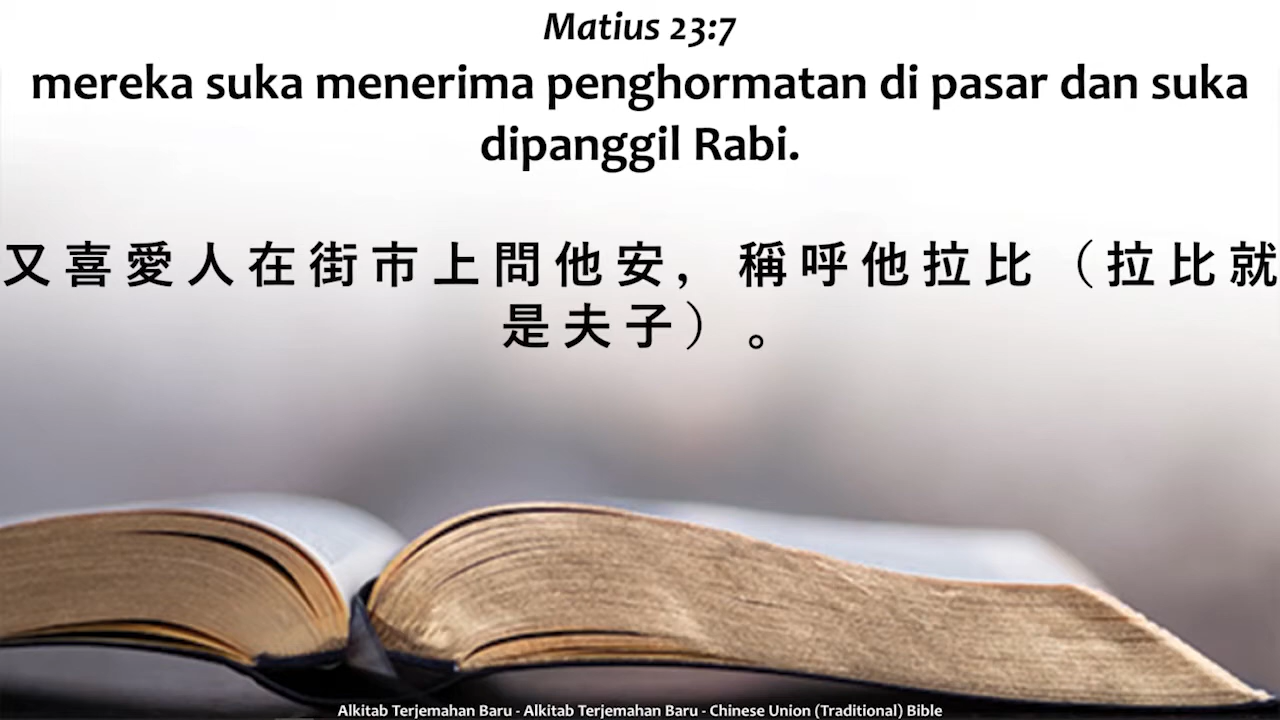 Matius 23:7
mereka suka menerima penghormatan di pasar dan suka
dipanggil Rabi.
又喜愛人在街市上問他安，稱呼他拉比（拉比就
是夫子）。
Alkitab Terjemahan Baru - Alkitab Terjemahan Baru - Chinese Union (Traditional) Bible